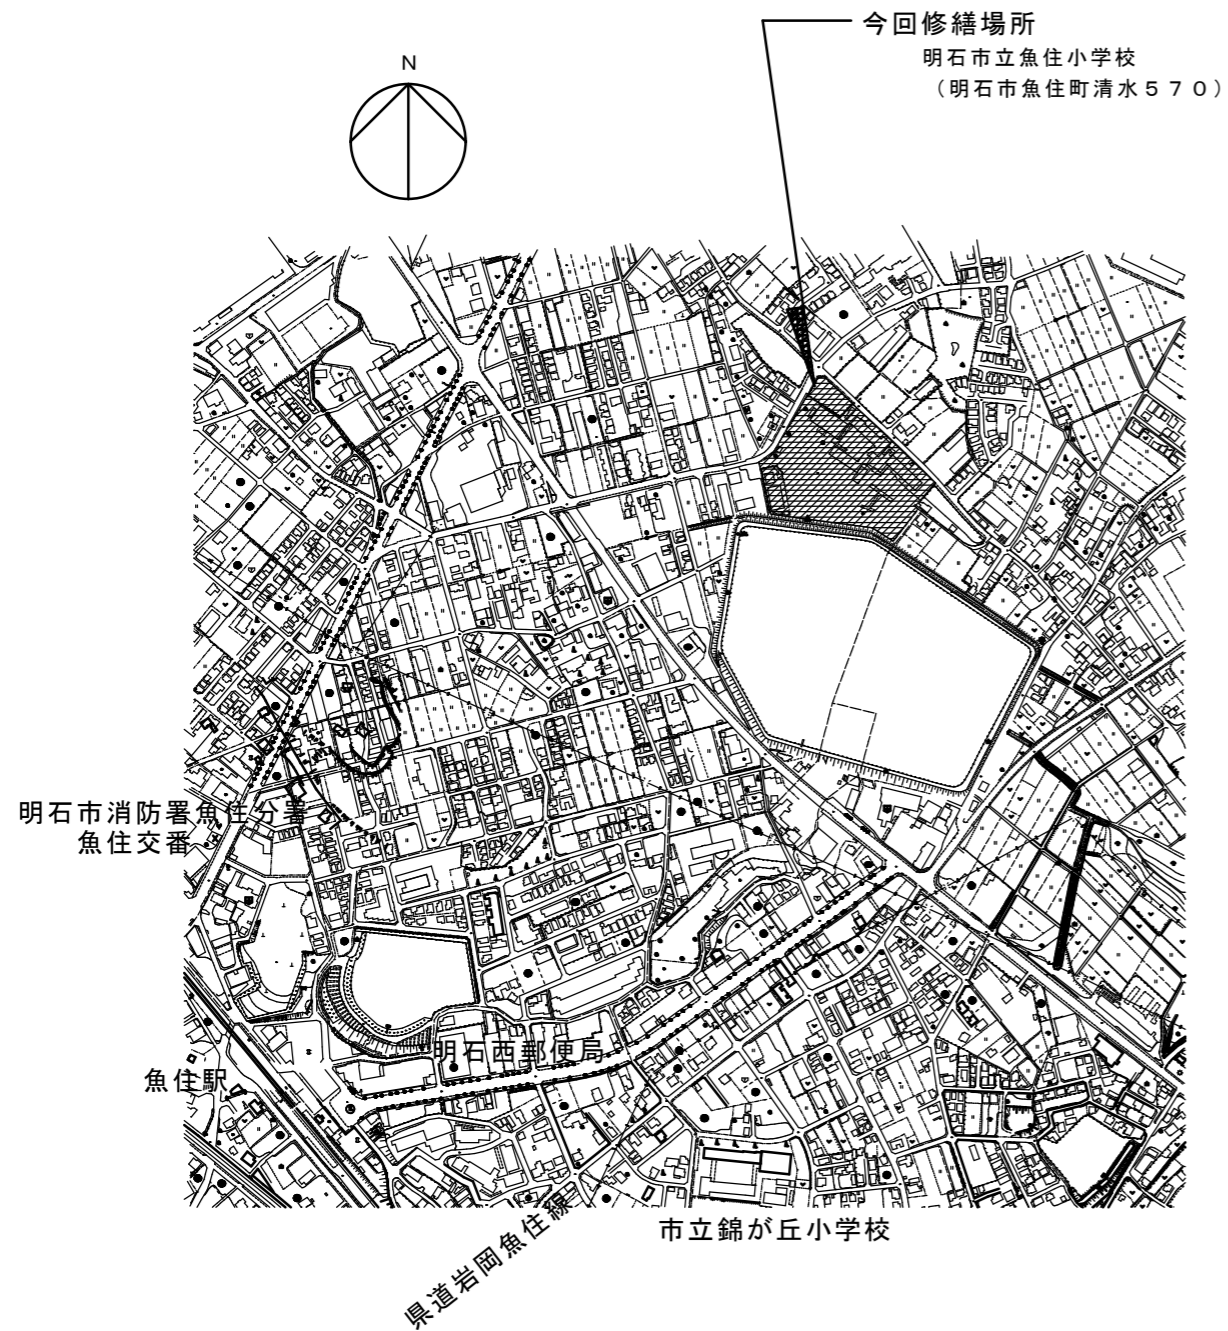 今回修繕場所
明石市立魚住小学校
（明石市魚住町清水５７０）
N
明石市消防署魚住分署
魚住交番
明石西郵便局
魚住駅
市立錦が丘小学校
県道岩岡魚住線